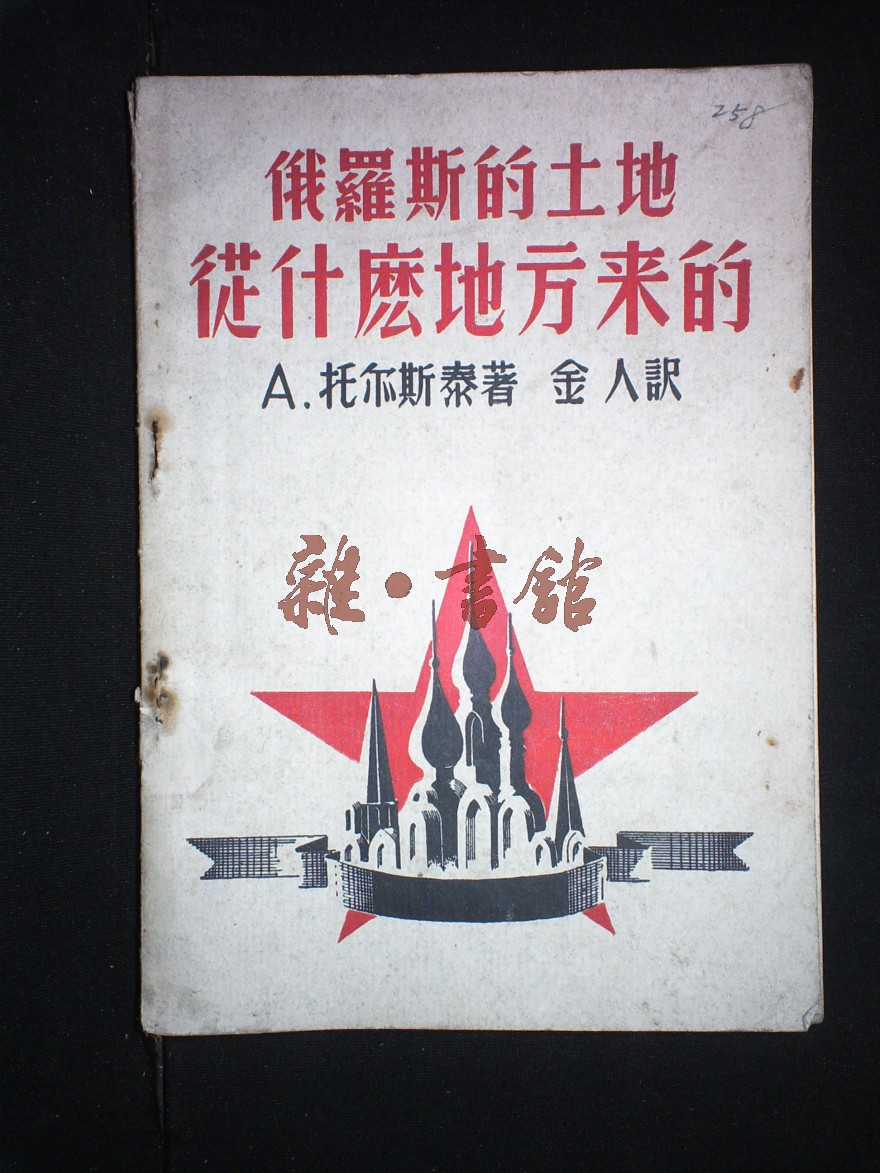 258
俄羅斯的土地
從什麽地方来的
A.托尔斯泰著 金人訳
雜·書館